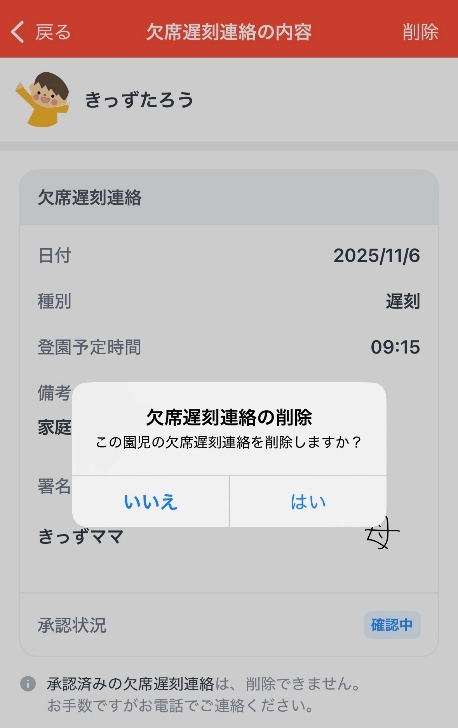 戻る 欠席遅刻連絡の内容 削除
きっずたろう
欠席遅刻連絡
日付 2025/11/6
種別 遅刻
登園予定時間 09:15
備考
家庭
欠席遅刻連絡の削除
この園児の欠席遅刻連絡を削除しますか？
いいえ はい
署名
きっずママ 母
承認状況 確認中
承認済みの欠席遅刻連絡は、削除できません。
お手数ですがお電話でご連絡ください。